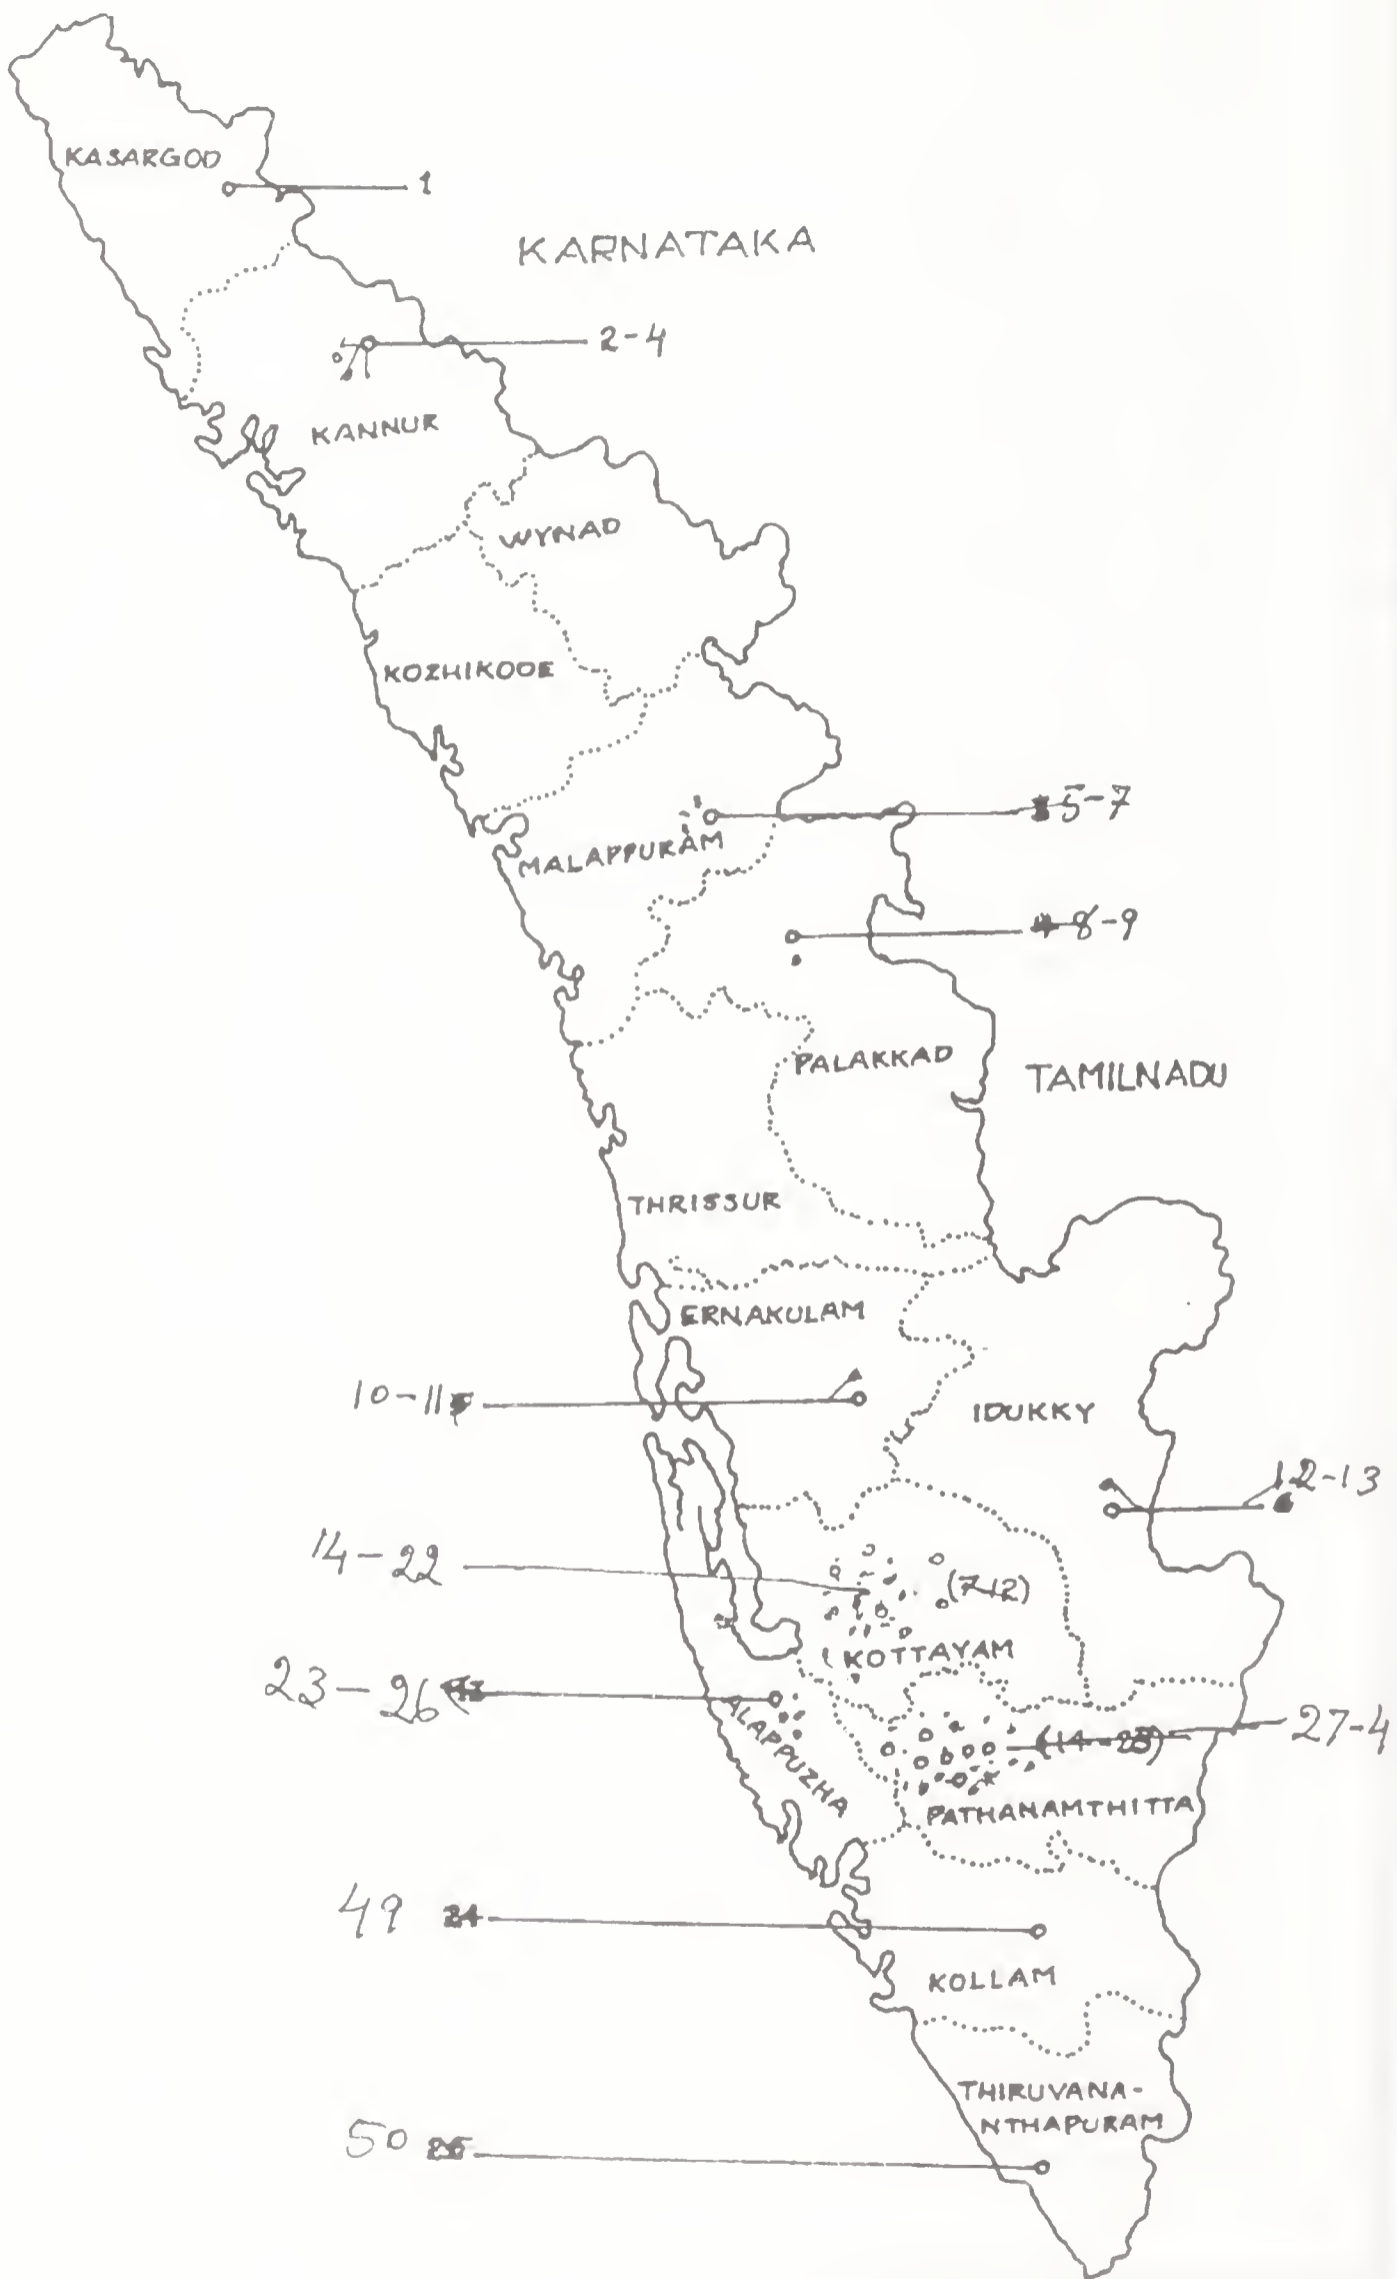 KASARGOD
1
KARNATAKA
2-4
KANNUR
WYNAD
KOZHIKODE
5-7
MALAPPURAM
8-9
PALAKKAD
TAMILNADU
THRISSUR
ERNAKULAM
10-11
IDUKKY
12-13
14-22
(7-12)
KOTTAYAM
23-26
ALAPPUZHA
27-4
PATHANAMTHITTA
49
24
KOLLAM
THIRUVANA-
NTHAPURAM
50